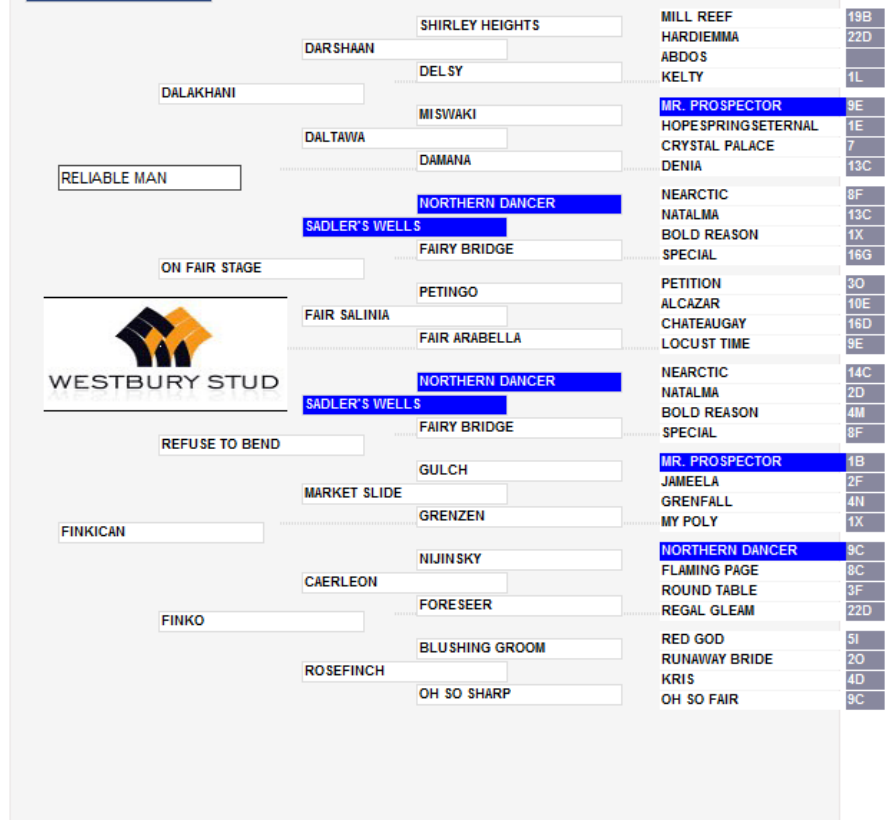 SHIRLEY HEIGHTS
MILL REEF 19B
HARDIEMMA 22D
DARSHAAN
ABDOS
DELSY
KELTY 1L
DALAKHANI
MR. PROSPECTOR 9E
MISWAKI
HOPESPRINGSETERNAL 1E
DALTAWA
CRYSTAL PALACE 7
DAMANA
DENIA 13C
RELIABLE MAN
NEARCTIC 8F
NORTHERN DANCER
NATALMA 13C
SADLER'S WELLS
BOLD REASON 1X
FAIRY BRIDGE
SPECIAL 16G
ON FAIR STAGE
PETITION 3O
PETINGO
ALCAZAR 10E
FAIR SALINIA
CHATEAUGAY 16D
FAIR ARABELLA
LOCUST TIME 9E
WESTBURY STUD
NEARCTIC 14C
NORTHERN DANCER
NATALMA 2D
SADLER'S WELLS
BOLD REASON 4M
FAIRY BRIDGE
SPECIAL 8F
REFUSE TO BEND
MR. PROSPECTOR 1B
GULCH
JAMEELA 2F
MARKET SLIDE
GRENFALL 4N
GRENZEN
MY POLY 1X
FINKICAN
NORTHERN DANCER 9C
NIJINSKY
FLAMING PAGE 8C
CAERLEON
ROUND TABLE 3F
FORESEER
REGAL GLEAM 22D
FINKO
RED GOD 5I
BLUSHING GROOM
RUNAWAY BRIDE 2O
ROSEFINCH
KRIS 4D
OH SO SHARP
OH SO FAIR 9C